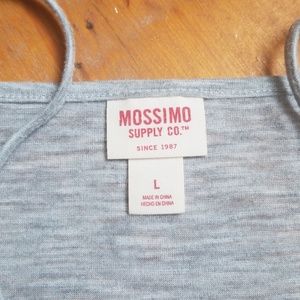 MOSSIMO
SUPPLY CO.™
SINCE 1987
L
MADE IN CHINA
HECHO EN CHINA